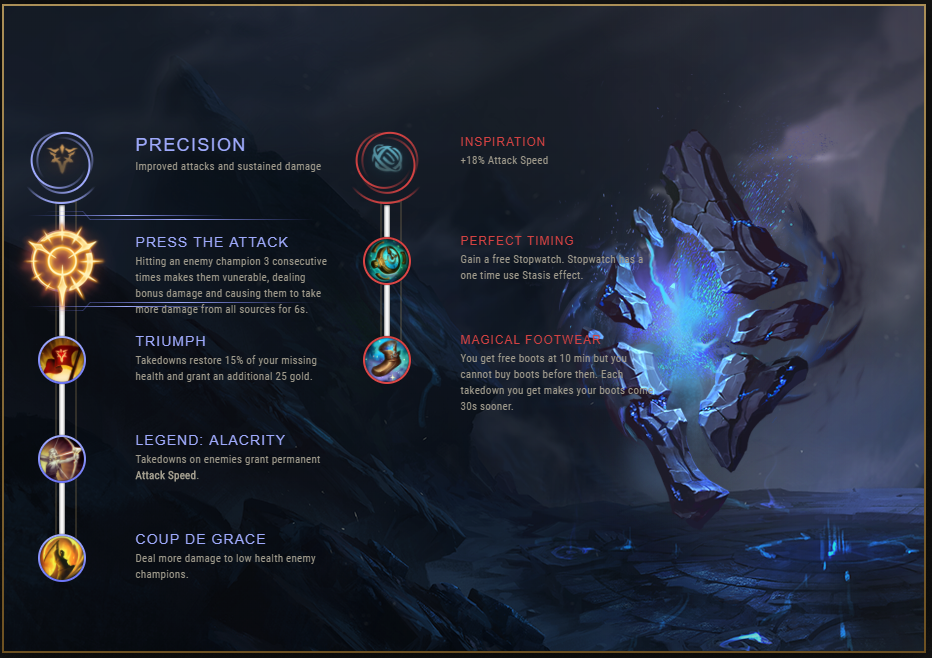 PRECISION
Improved attacks and sustained damage
PRESS THE ATTACK
Hitting an enemy champion 3 consecutive
times makes them vunerable, dealing
bonus damage and causing them to take
more damage from all sources for 6s.
TRIUMPH
Takedowns restore 15% of your missing
health and grant an additional 25 gold.
LEGEND: ALACRITY
Takedowns on enemies grant permanent
Attack Speed.
COUP DE GRACE
Deal more damage to low health enemy
champions.
INSPIRATION
+18% Attack Speed
PERFECT TIMING
Gain a free Stopwatch. Stopwatch has a
one time use Stasis effect.
MAGICAL FOOTWEAR
You get free boots at 10 min but you
cannot buy boots before then. Each
takedown you get makes your boots come
30s sooner.